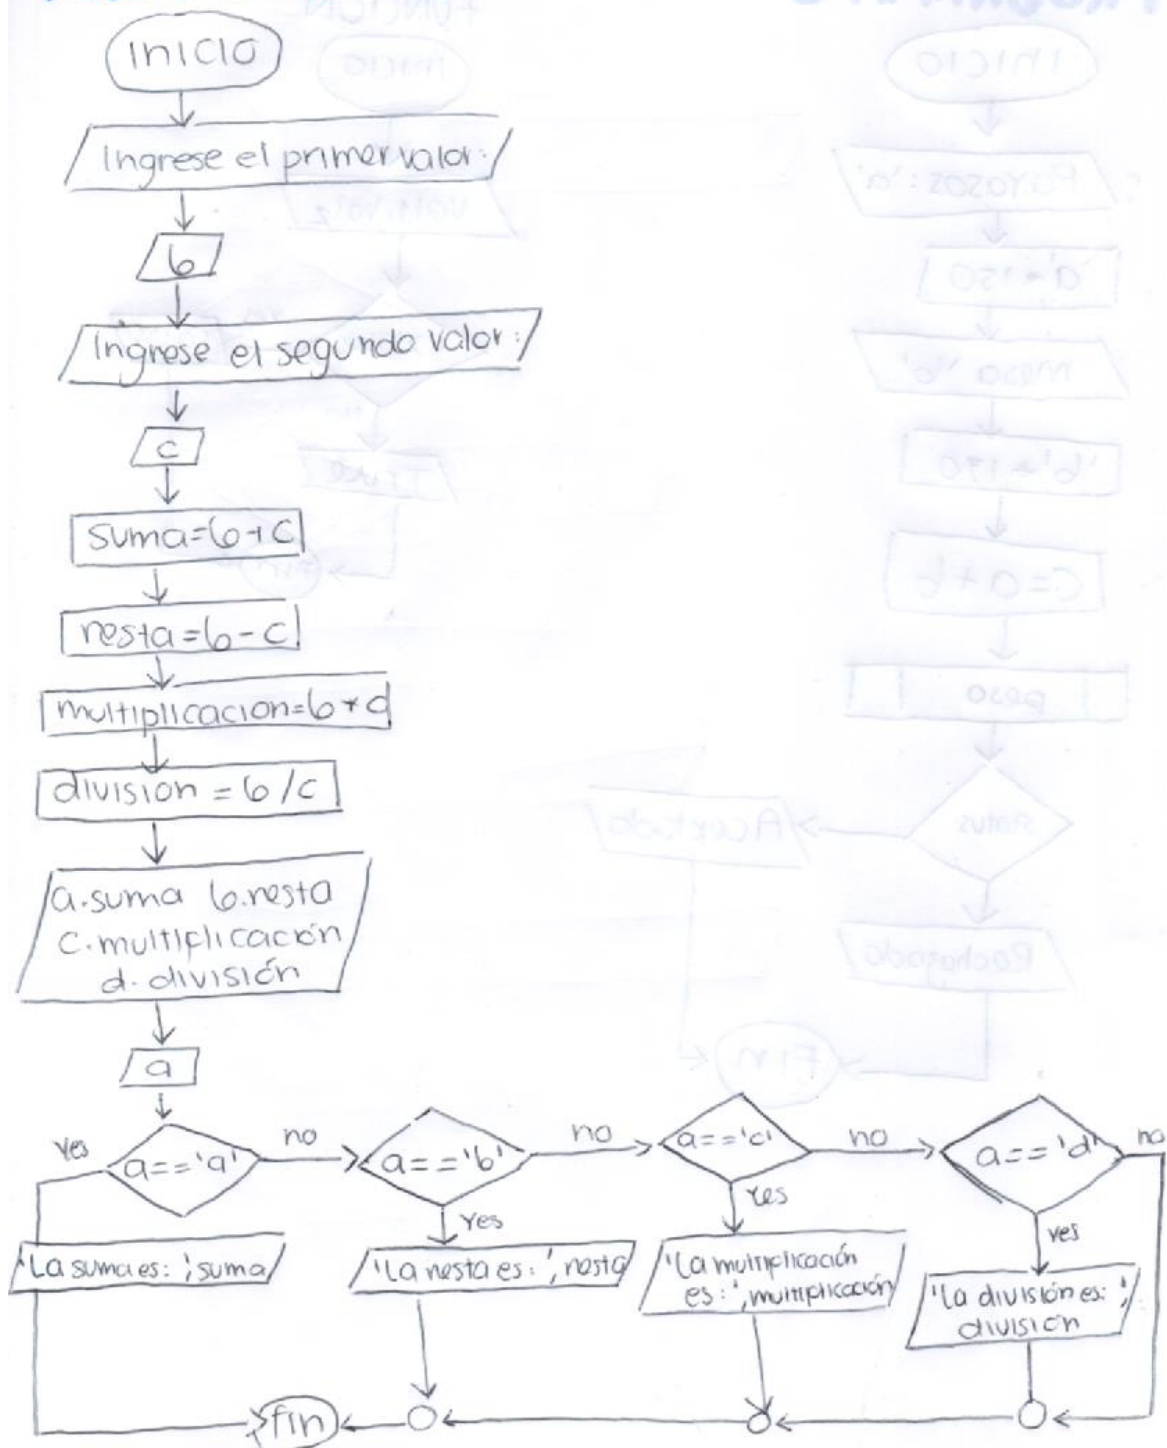 Inicio
Ingrese el primer valor:
b
Ingrese el segundo valor:
c
suma=b+c
resta=b-c
multiplicacion=b*c
división = b/c
a.suma b.resta
c.multiplicación
d.división
a
yes
a=='a'
no
a=='b'
no
a=='c'
no
a=='d'
no
yes
yes
yes
'La suma es: ', suma
'La resta es: ', resta
'La multiplicación
es: ', multiplicación
'La división es: ',
división
fin